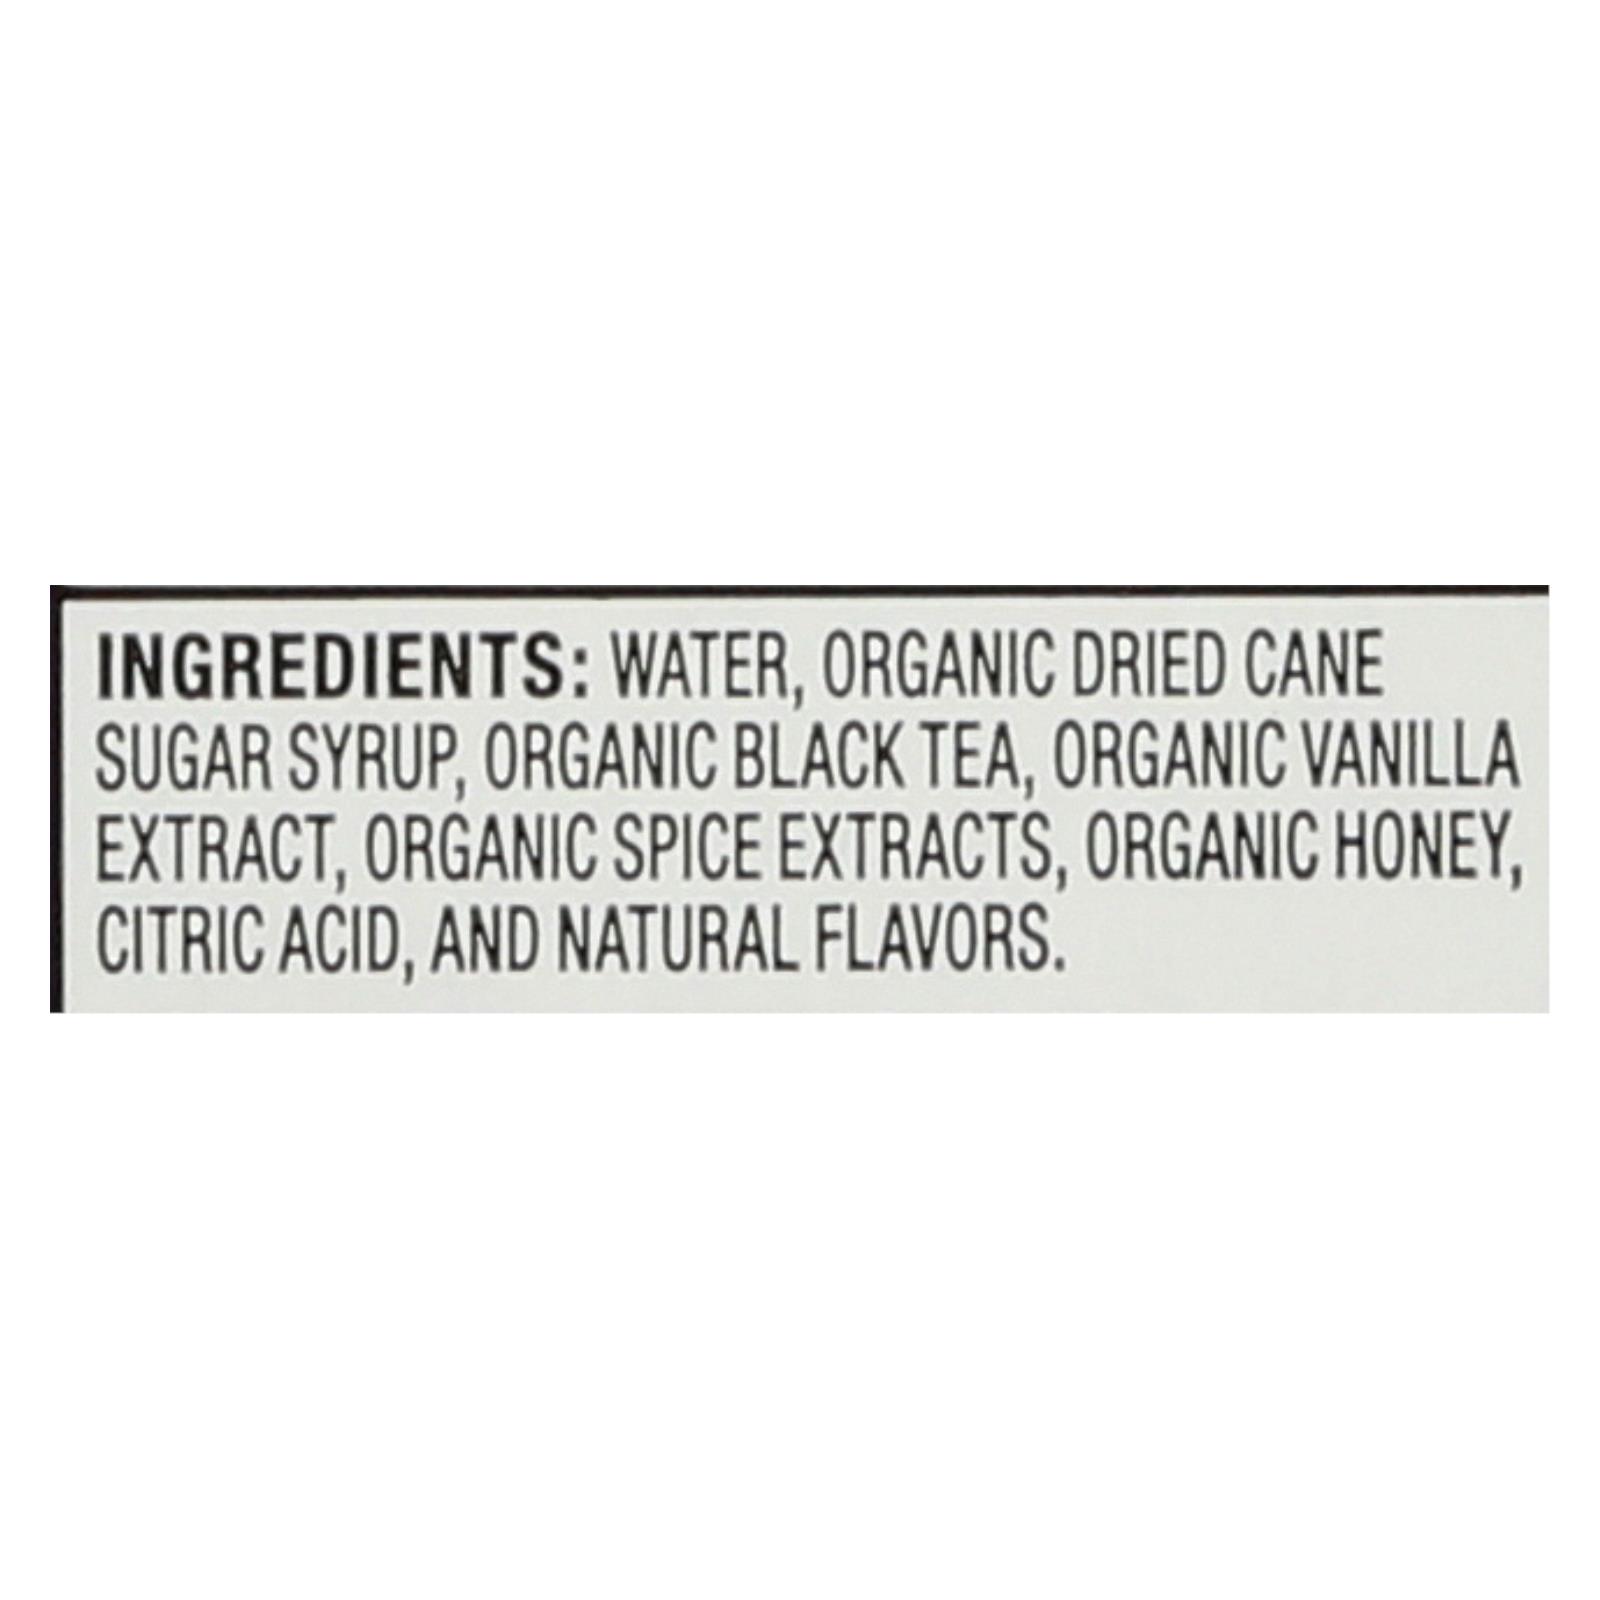 INGREDIENTS: WATER, ORGANIC DRIED CANE
SUGAR SYRUP, ORGANIC BLACK TEA, ORGANIC VANILLA
EXTRACT, ORGANIC SPICE EXTRACTS, ORGANIC HONEY,
CITRIC ACID, AND NATURAL FLAVORS.